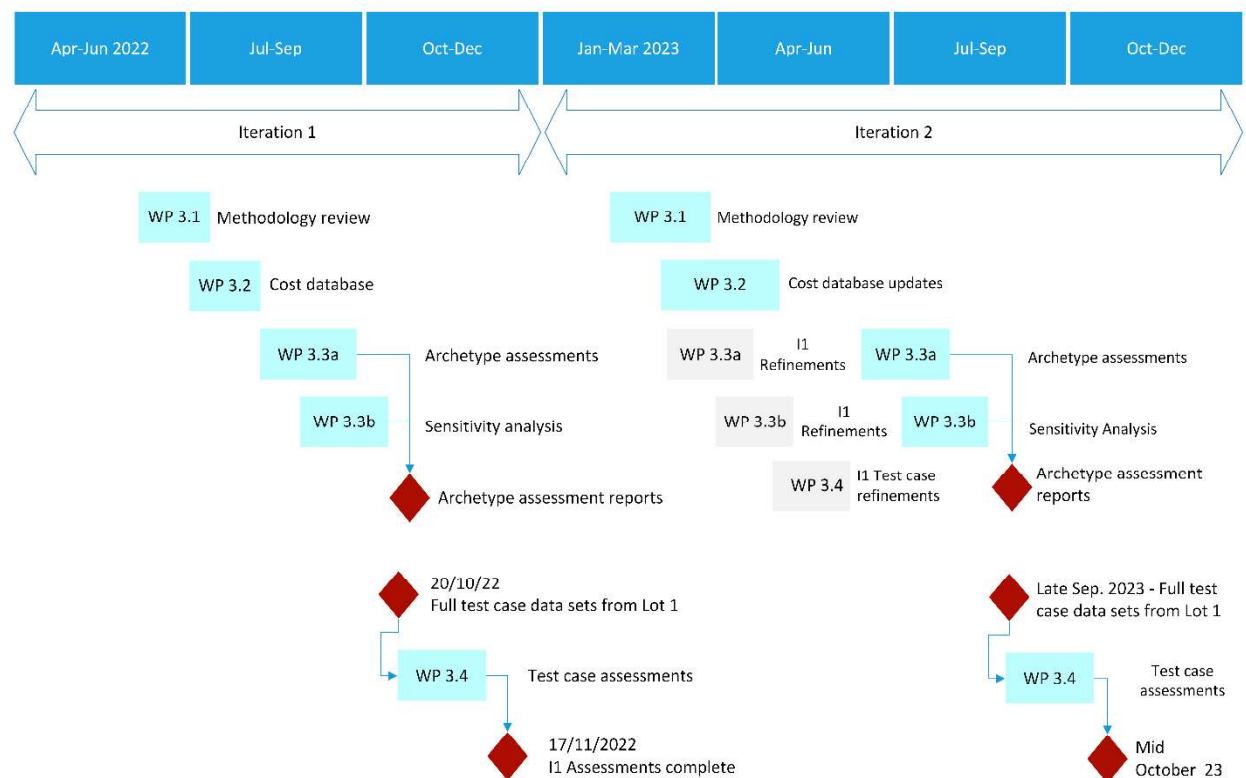 Apr-Jun 2022
Jul-Sep
Oct-Dec
Jan-Mar 2023
Apr-Jun
Jul-Sep
Oct-Dec
Iteration 1
Iteration 2
WP 3.1
Methodology review
WP 3.1
Methodology review
WP 3.2
Cost database
WP 3.2
Cost database updates
WP 3.3a
Archetype assessments
WP 3.3a
I1
Refinements
WP 3.3a
Archetype assessments
WP 3.3b
Sensitivity analysis
WP 3.3b
I1
Refinements
WP 3.3b
Sensitivity Analysis
Archetype assessment reports
WP 3.4
I1 Test case
refinements
Archetype assessment
reports
20/10/22
Full test case data sets from Lot 1
Late Sep. 2023 - Full test
case data sets from Lot 1
WP 3.4
Test case assessments
WP 3.4
Test case
assessments
17/11/2022
I1 Assessments complete
Mid
October 23